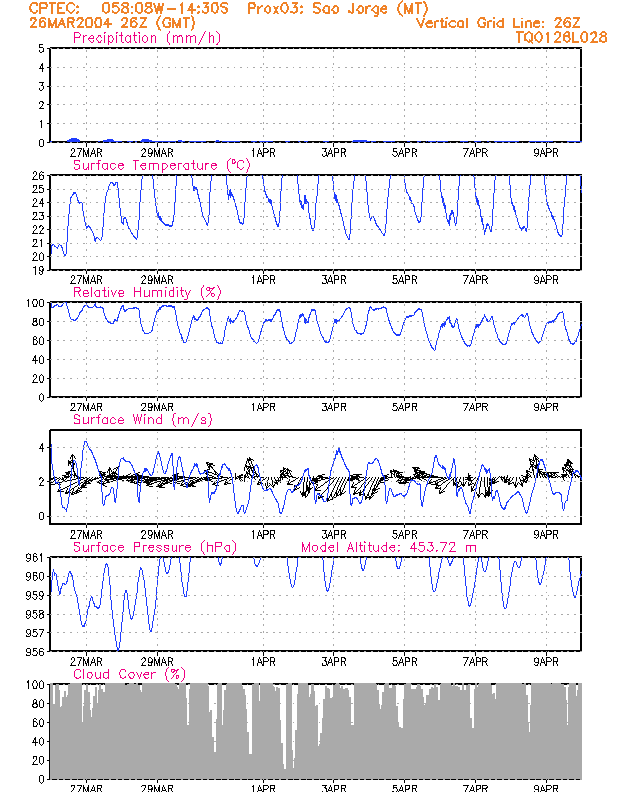 CPTEC: 058:08W-14:30S Prox03: Sao Jorge (MT)
26MAR2004 26Z (GMT) Vertical Grid Line: 26Z
Precipitation (mm/h) TQ0126L028
5
4
3
2
1
0
27MAR 29MAR 1APR 3APR 5APR 7APR 9APR
Surface Temperature (°C)
26
25
24
23
22
21
20
19
27MAR 29MAR 1APR 3APR 5APR 7APR 9APR
Relative Humidity (%)
100
80
60
40
20
0
27MAR 29MAR 1APR 3APR 5APR 7APR 9APR
Surface Wind (m/s)
4
2
0
27MAR 29MAR 1APR 3APR 5APR 7APR 9APR
Surface Pressure (hPa) Model Altitude: 453.72 m
961
960
959
958
957
956
27MAR 29MAR 1APR 3APR 5APR 7APR 9APR
Cloud Cover (%)
100
80
60
40
20
0
27MAR 29MAR 1APR 3APR 5APR 7APR 9APR